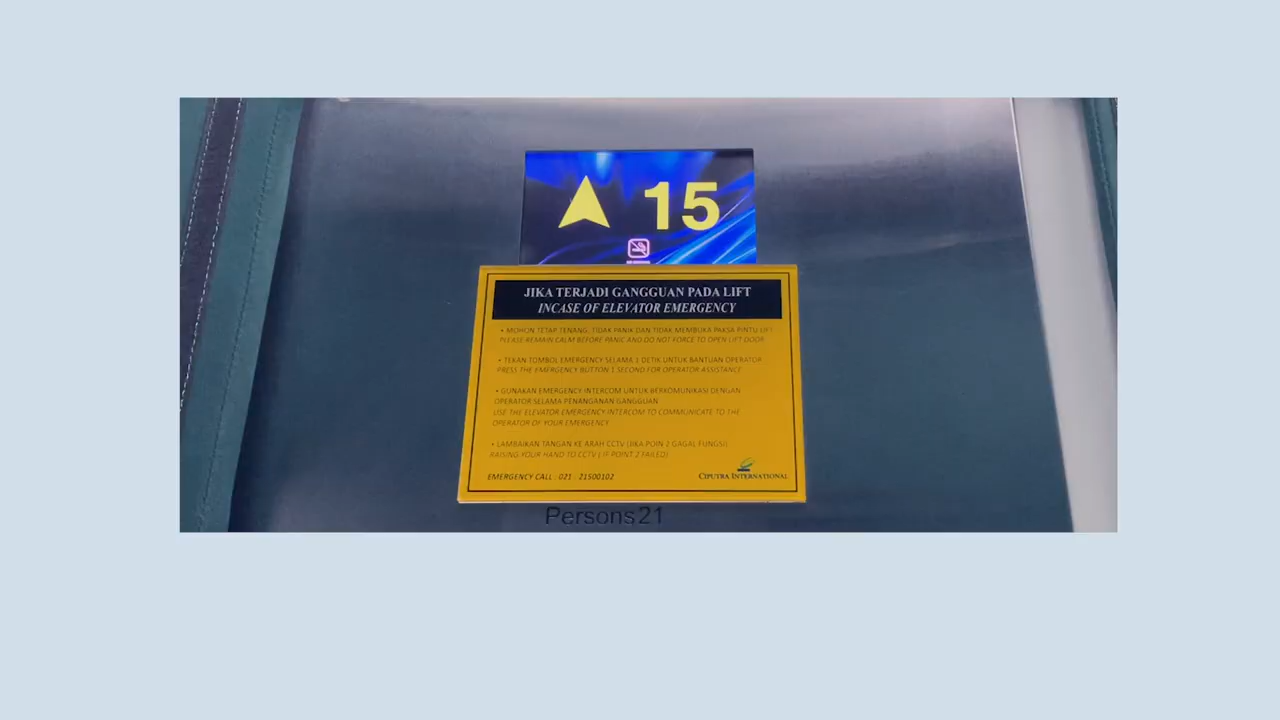 15
JIKA TERJADI GANGGUAN PADA LIFT
INCASE OF ELEVATOR EMERGENCY
• MOHON TETAP TENANG, TIDAK PANIK DAN TIDAK MEMBUKA PAKSA PINTU LIFT
PLEASE REMAIN CALM BEFORE PANIC AND DO NOT FORCE TO OPEN LIFT DOOR
• TEKAN TOMBOL EMERGENCY SELAMA 1 DETIK UNTUK BANTUAN OPERATOR
PRESS THE EMERGENCY BUTTON 1 SECOND FOR OPERATOR ASSISTANCE
• GUNAKAN EMERGENCY INTERCOM UNTUK BERKOMUNIKASI DENGAN
OPERATOR SELAMA PENANGANAN GANGGUAN
USE THE ELEVATOR EMERGENCY INTERCOM TO COMMUNICATE TO THE
OPERATOR OF YOUR EMERGENCY
• LAMBAIKAN TANGAN KE ARAH CCTV (JIKA POIN 2 GAGAL FUNGSI)
RAISING YOUR HAND TO CCTV ( IF POINT 2 FAILED)
EMERGENCY CALL : 021 : 21500102
CIPUTRA INTERNATIONAL
Persons21